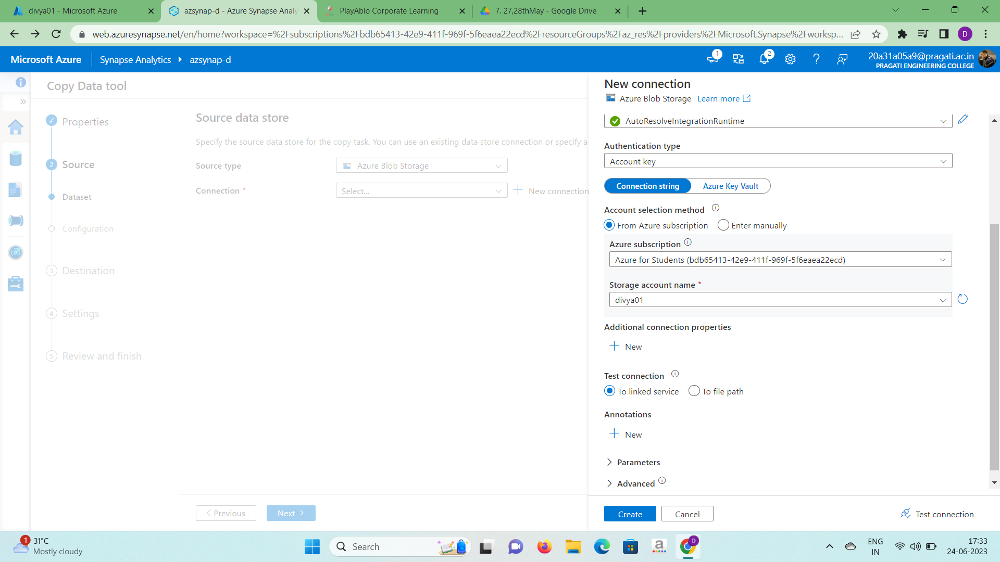 divya01 - Microsoft Azure
azsynap-d - Azure Synapse Analy
PlayAblo Corporate Learning
7. 27,28thMay - Google Drive
web.azuresynapse.net/en/home?workspace=%2Fsubscriptions%2Fbdb65413-42e9-411f-969f-5f6eaea22ecd%2FresourceGroups%2Faz_res%2Fproviders%2FMicrosoft.Synapse%2Fworksp...
D
Microsoft Azure
Synapse Analytics
azsynap-d
1
2
20a31a05a9@pragati.ac.in
PRAGATI ENGINEERING COLLEGE
Copy Data tool
Properties
2
Source
Dataset
Configuration
3
Destination
4
Settings
5
Review and finish
Source data store
Specify the source data store for the copy task. You can use an existing data store connection or specify a
Source type
Azure Blob Storage
Connection *
Select...
New connection
Previous
Next
New connection
Azure Blob Storage
Learn more
AutoResolveIntegrationRuntime
Authentication type
Account key
Connection string
Azure Key Vault
Account selection method
From Azure subscription
Enter manually
Azure subscription
Azure for Students (bdb65413-42e9-411f-969f-5f6eaea22ecd)
Storage account name *
divya01
Additional connection properties
New
Test connection
To linked service
To file path
Annotations
New
Parameters
Advanced
Create
Cancel
Test connection
1
31°C
Mostly cloudy
Search
a
D
ENG
IN
17:33
24-06-2023